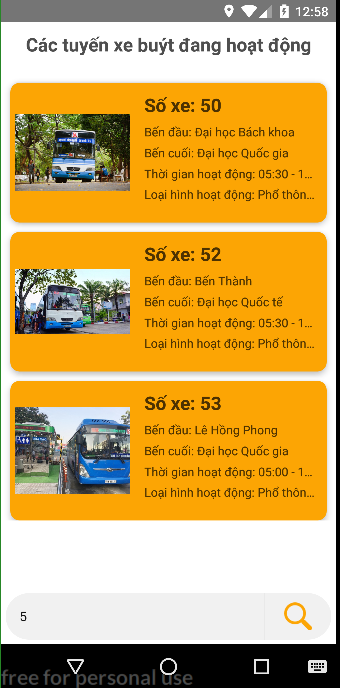 12:58
Các tuyến xe buýt đang hoạt động
Số xe: 50
Bến đầu: Đại học Bách khoa
Bến cuối: Đại học Quốc gia
Thời gian hoạt động: 05:30 - 1...
Loại hình hoạt động: Phổ thôn...
Số xe: 52
Bến đầu: Bến Thành
Bến cuối: Đại học Quốc tế
Thời gian hoạt động: 05:30 - 1...
Loại hình hoạt động: Phổ thôn...
Số xe: 53
Bến đầu: Lê Hồng Phong
Bến cuối: Đại học Quốc gia
Thời gian hoạt động: 05:00 - 1...
Loại hình hoạt động: Phổ thôn...
5
free for personal use